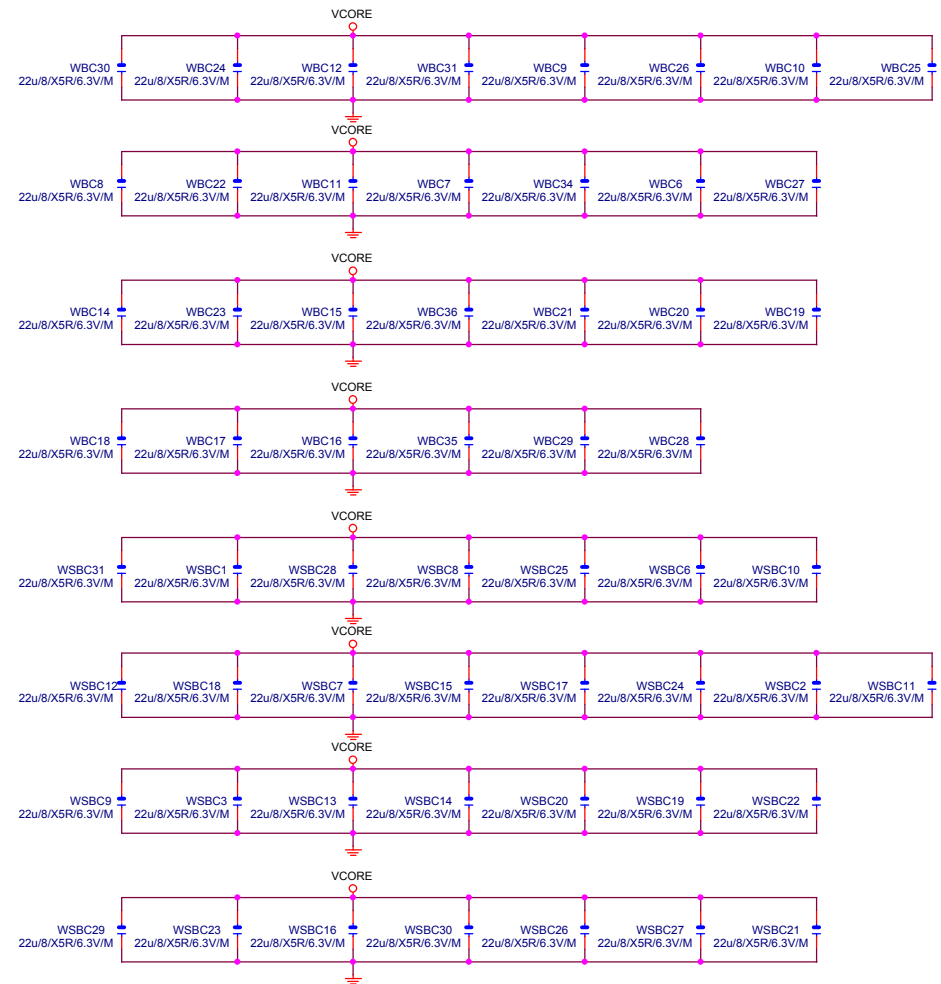 VCORE
WBC30 WBC24 WBC12 WBC31 WBC9 WBC26 WBC10 WBC25
22u/8/X5R/6.3V/M 22u/8/X5R/6.3V/M 22u/8/X5R/6.3V/M 22u/8/X5R/6.3V/M 22u/8/X5R/6.3V/M 22u/8/X5R/6.3V/M 22u/8/X5R/6.3V/M 22u/8/X5R/6.3V/M
VCORE
WBC8 WBC22 WBC11 WBC7 WBC34 WBC6 WBC27
22u/8/X5R/6.3V/M 22u/8/X5R/6.3V/M 22u/8/X5R/6.3V/M 22u/8/X5R/6.3V/M 22u/8/X5R/6.3V/M 22u/8/X5R/6.3V/M 22u/8/X5R/6.3V/M
VCORE
WBC14 WBC23 WBC15 WBC36 WBC21 WBC20 WBC19
22u/8/X5R/6.3V/M 22u/8/X5R/6.3V/M 22u/8/X5R/6.3V/M 22u/8/X5R/6.3V/M 22u/8/X5R/6.3V/M 22u/8/X5R/6.3V/M 22u/8/X5R/6.3V/M
VCORE
WBC18 WBC17 WBC16 WBC35 WBC29 WBC28
22u/8/X5R/6.3V/M 22u/8/X5R/6.3V/M 22u/8/X5R/6.3V/M 22u/8/X5R/6.3V/M 22u/8/X5R/6.3V/M 22u/8/X5R/6.3V/M
VCORE
WSBC31 WSBC1 WSBC28 WSBC8 WSBC25 WSBC6 WSBC10
22u/8/X5R/6.3V/M 22u/8/X5R/6.3V/M 22u/8/X5R/6.3V/M 22u/8/X5R/6.3V/M 22u/8/X5R/6.3V/M 22u/8/X5R/6.3V/M 22u/8/X5R/6.3V/M
VCORE
WSBC12 WSBC18 WSBC7 WSBC15 WSBC17 WSBC24 WSBC2 WSBC11
22u/8/X5R/6.3V/M 22u/8/X5R/6.3V/M 22u/8/X5R/6.3V/M 22u/8/X5R/6.3V/M 22u/8/X5R/6.3V/M 22u/8/X5R/6.3V/M 22u/8/X5R/6.3V/M 22u/8/X5R/6.3V/M
VCORE
WSBC9 WSBC3 WSBC13 WSBC14 WSBC20 WSBC19 WSBC22
22u/8/X5R/6.3V/M 22u/8/X5R/6.3V/M 22u/8/X5R/6.3V/M 22u/8/X5R/6.3V/M 22u/8/X5R/6.3V/M 22u/8/X5R/6.3V/M 22u/8/X5R/6.3V/M
VCORE
WSBC29 WSBC23 WSBC16 WSBC30 WSBC26 WSBC27 WSBC21
22u/8/X5R/6.3V/M 22u/8/X5R/6.3V/M 22u/8/X5R/6.3V/M 22u/8/X5R/6.3V/M 22u/8/X5R/6.3V/M 22u/8/X5R/6.3V/M 22u/8/X5R/6.3V/M